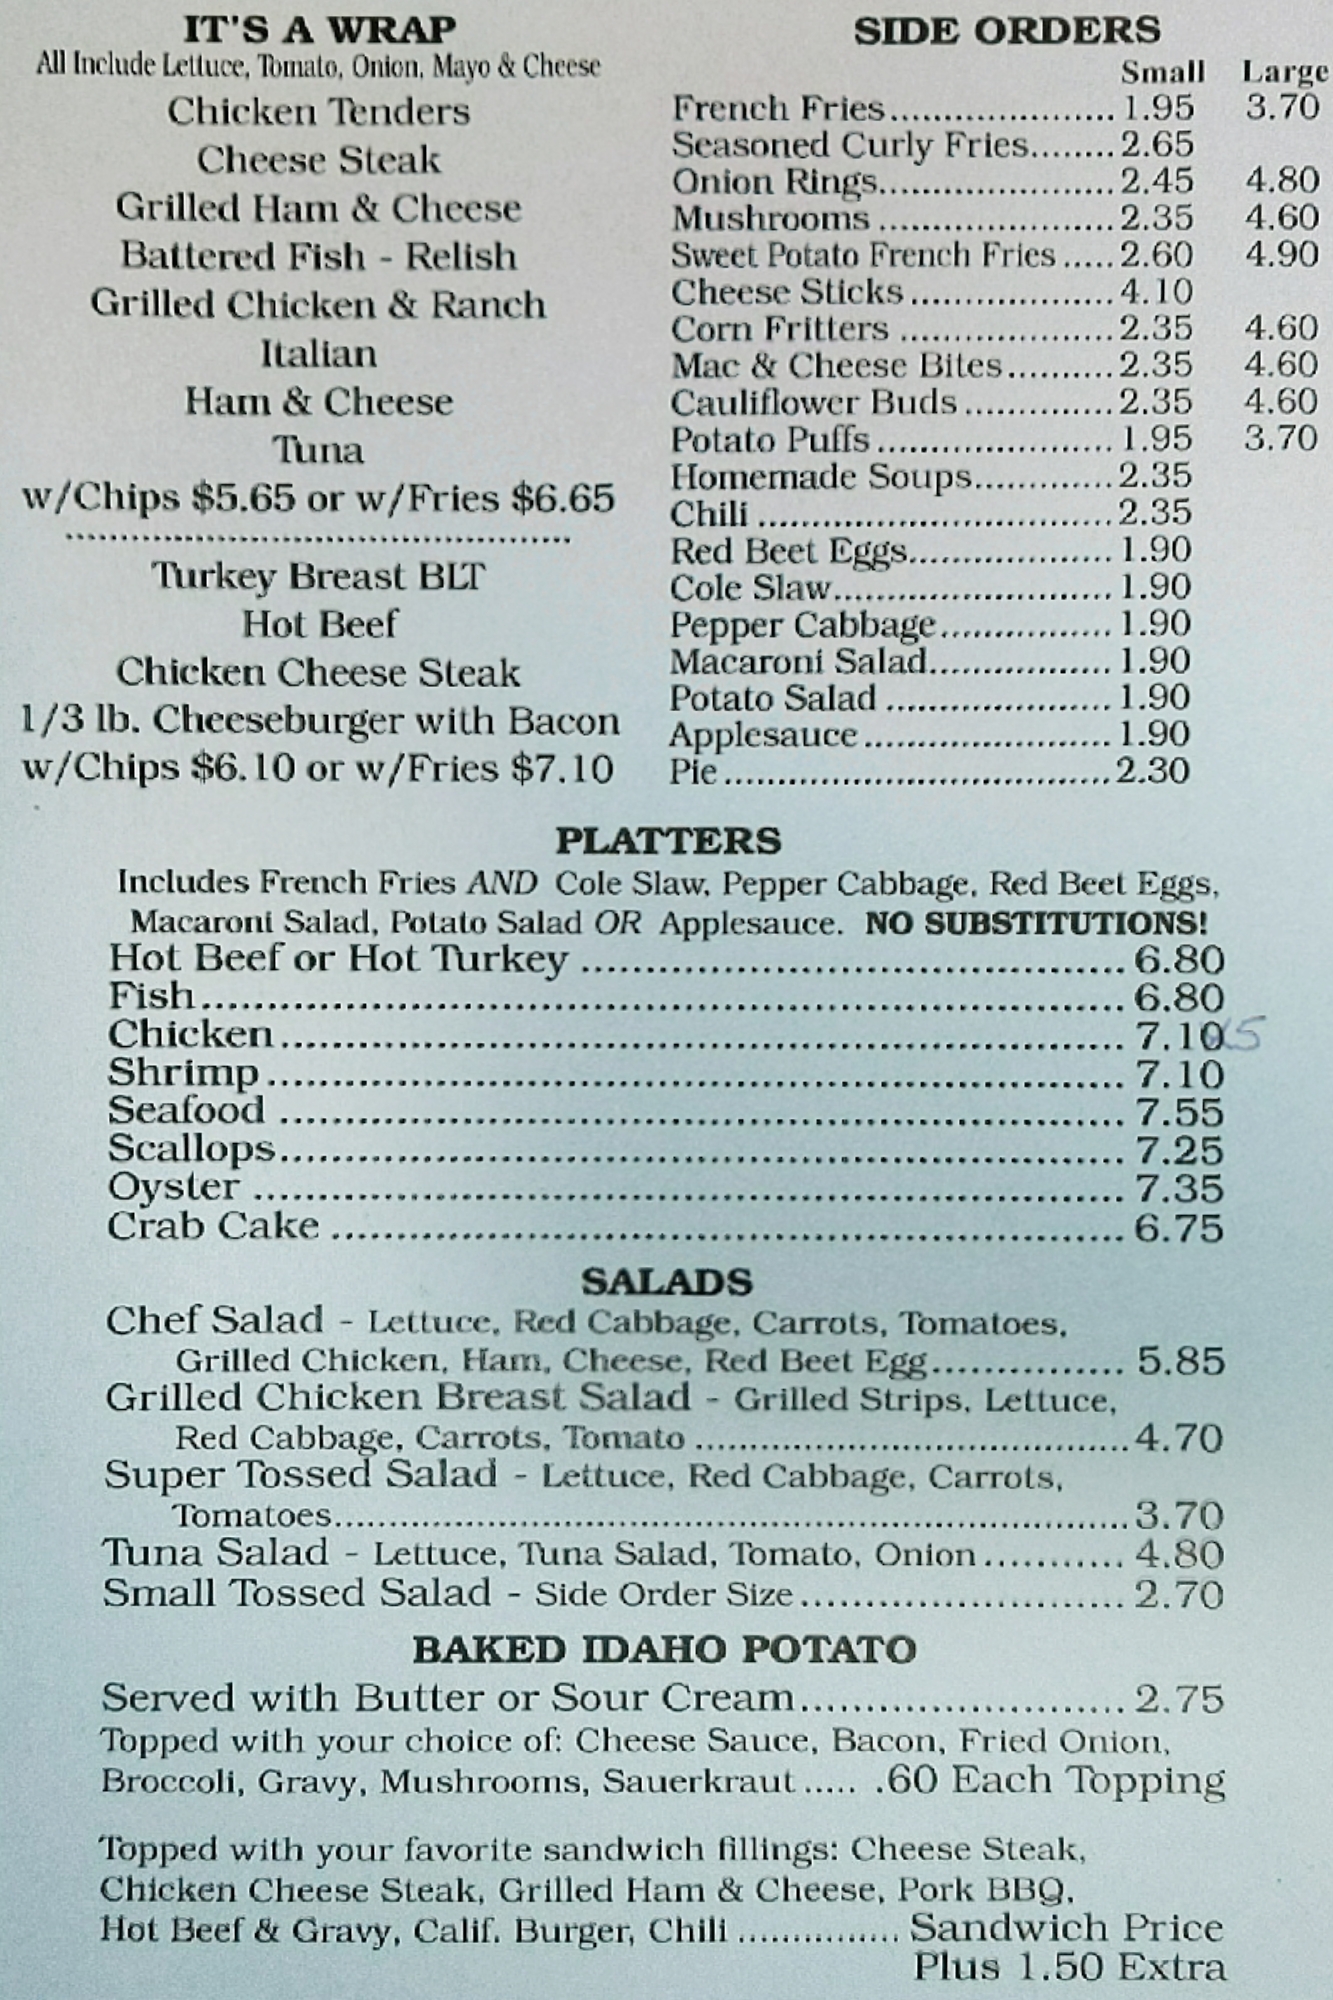 IT'S A WRAP
All Include Lettuce, Tomato, Onion, Mayo & Cheese
Chicken Tenders
Cheese Steak
Grilled Ham & Cheese
Battered Fish - Relish
Grilled Chicken & Ranch
Italian
Ham & Cheese
Tuna
w/Chips $5.65 or w/Fries $6.65
Turkey Breast BLT
Hot Beef
Chicken Cheese Steak
1/3 lb. Cheeseburger with Bacon
w/Chips $6.10 or w/Fries $7.10
SIDE ORDERS
Small Large
French Fries..................... 1.95 3.70
Seasoned Curly Fries........ 2.65
Onion Rings...................... 2.45 4.80
Mushrooms ...................... 2.35 4.60
Sweet Potato French Fries ..... 2.60 4.90
Cheese Sticks ................... 4.10
Corn Fritters .................... 2.35 4.60
Mac & Cheese Bites.......... 2.35 4.60
Cauliflower Buds .............. 2.35 4.60
Potato Puffs ...................... 1.95 3.70
Homemade Soups............. 2.35
Chili ................................. 2.35
Red Beet Eggs................... 1.90
Cole Slaw.......................... 1.90
Pepper Cabbage................ 1.90
Macaroni Salad................. 1.90
Potato Salad ..................... 1.90
Applesauce ....................... 1.90
Pie .................................... 2.30
PLATTERS
Includes French Fries AND Cole Slaw, Pepper Cabbage, Red Beet Eggs,
Macaroni Salad, Potato Salad OR Applesauce. NO SUBSTITUTIONS!
Hot Beef or Hot Turkey .......................................... 6.80
Fish....................................................................... 6.80
Chicken................................................................. 7.10
Shrimp .................................................................. 7.10
Seafood ................................................................. 7.55
Scallops................................................................. 7.25
Oyster ................................................................... 7.35
Crab Cake ............................................................. 6.75
SALADS
Chef Salad - Lettuce, Red Cabbage, Carrots, Tomatoes,
Grilled Chicken, Ham, Cheese, Red Beet Egg............... 5.85
Grilled Chicken Breast Salad - Grilled Strips, Lettuce,
Red Cabbage, Carrots, Tomato .................................. 4.70
Super Tossed Salad - Lettuce, Red Cabbage, Carrots,
Tomatoes.............................................................. 3.70
Tuna Salad - Lettuce, Tuna Salad, Tomato, Onion ........... 4.80
Small Tossed Salad - Side Order Size......................... 2.70
BAKED IDAHO POTATO
Served with Butter or Sour Cream......................... 2.75
Topped with your choice of: Cheese Sauce, Bacon, Fried Onion,
Broccoli, Gravy, Mushrooms, Sauerkraut ..... .60 Each Topping
Topped with your favorite sandwich fillings: Cheese Steak,
Chicken Cheese Steak, Grilled Ham & Cheese, Pork BBQ,
Hot Beef & Gravy, Calif. Burger, Chili ............... Sandwich Price
Plus 1.50 Extra